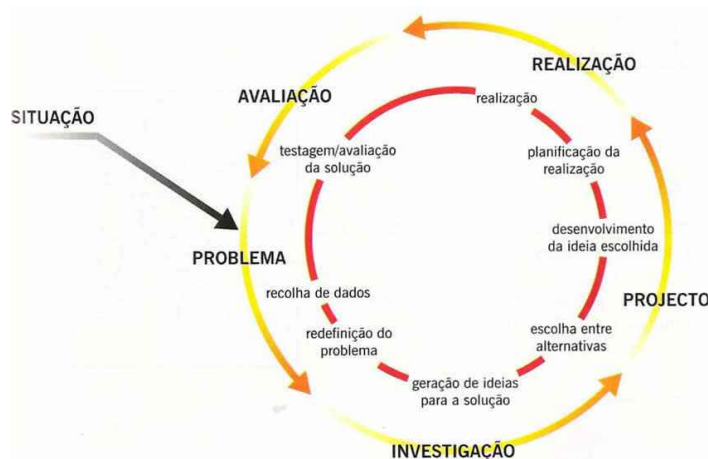 SITUAÇÃO
PROBLEMA
INVESTIGAÇÃO
PROJECTO
REALIZAÇÃO
AVALIAÇÃO
recolha de dados
redefinição do
problema
geração de ideias
para a solução
escolha entre
alternativas
desenvolvimento
da ideia escolhida
planificação da
realização
realização
testagem/avaliação
da solução